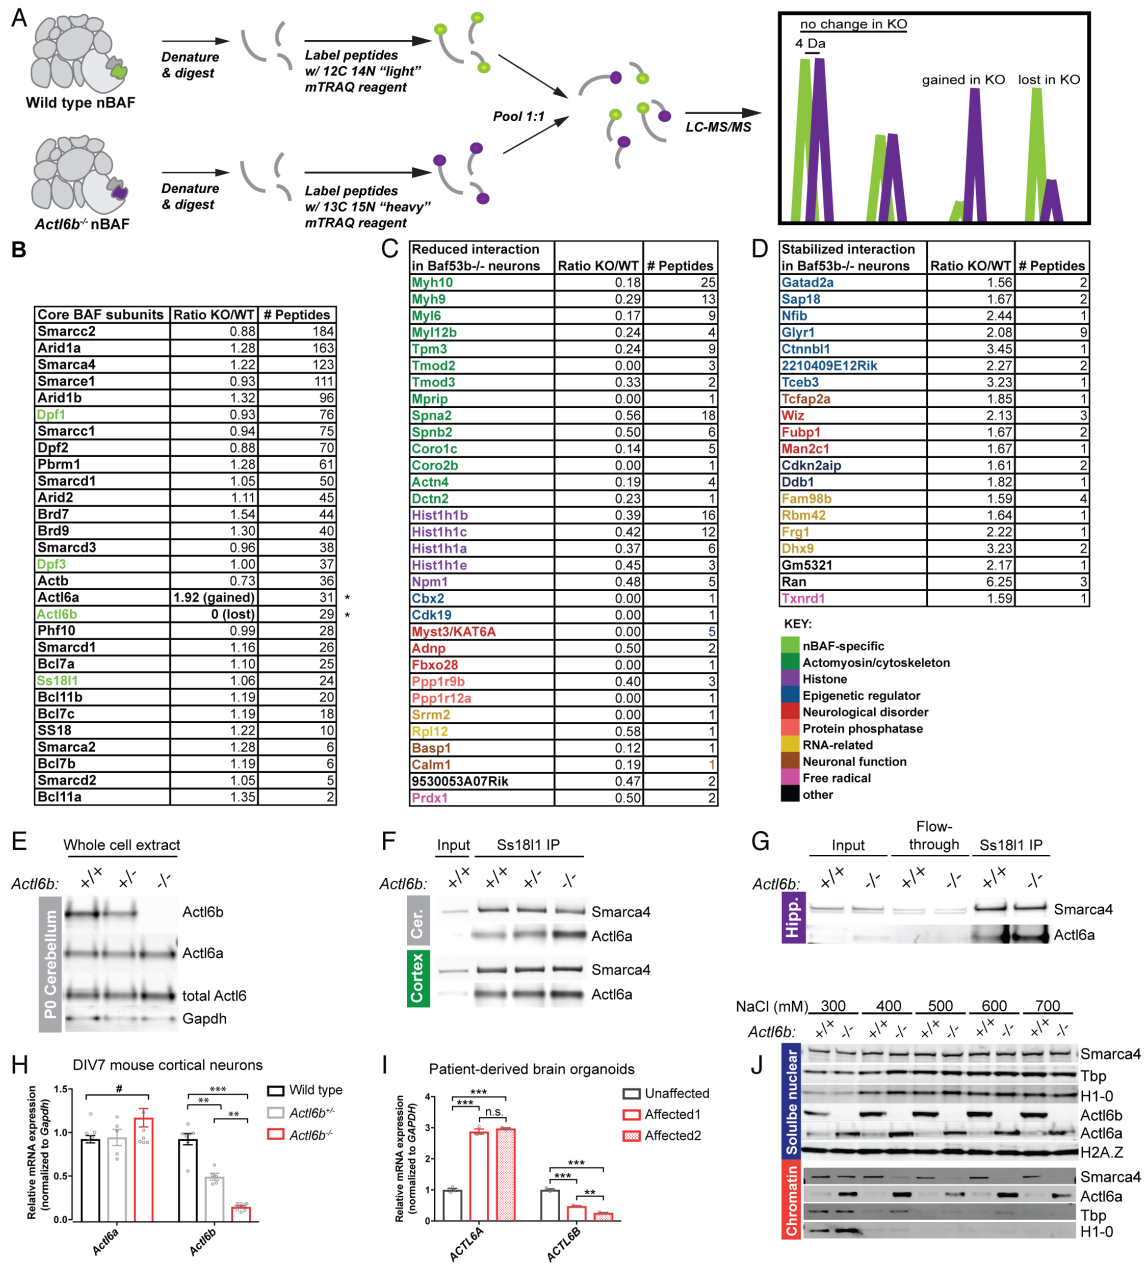 A
Wild type nBAF
Denature
& digest
Label peptides
w/ 12C 14N “light”
mTRAQ reagent
Pool 1:1
LC-MS/MS
no change in KO
4 Da
gained in KO
lost in KO
Actl6b-/- nBAF
Denature
& digest
Label peptides
w/ 13C 15N “heavy”
mTRAQ reagent
B
Core BAF subunits Ratio KO/WT # Peptides
Smarcc2 0.88 184
Arid1a 1.28 163
Smarca4 1.22 123
Smarce1 0.93 111
Arid1b 1.32 96
Dpf1 0.93 76
Smarcc1 0.94 75
Dpf2 0.88 70
Pbrm1 1.28 61
Smarcd1 1.05 50
Arid2 1.11 45
Brd7 1.54 44
Brd9 1.30 40
Smarcd3 0.96 38
Dpf3 1.00 37
Actb 0.73 36
Actl6a 1.92 (gained) 31 *
Actl6b 0 (lost) 29 *
Phf10 0.99 28
Smarcd1 1.16 26
Bcl7a 1.10 25
Ss18l1 1.06 24
Bcl11b 1.19 20
Bcl7c 1.19 18
SS18 1.22 10
Smarca2 1.28 6
Bcl7b 1.19 6
Smarcd2 1.05 5
Bcl11a 1.35 2
C
Reduced interaction
in Baf53b-/- neurons Ratio KO/WT # Peptides
Myh10 0.18 25
Myh9 0.29 13
Myl6 0.17 9
Myl12b 0.24 4
Tpm3 0.24 9
Tmod2 0.00 3
Tmod3 0.33 2
Mprip 0.00 1
Spna2 0.56 18
Spnb2 0.50 6
Coro1c 0.14 5
Coro2b 0.00 1
Actn4 0.19 4
Dctn2 0.23 1
Hist1h1b 0.39 16
Hist1h1c 0.42 12
Hist1h1a 0.37 6
Hist1h1e 0.45 3
Npm1 0.48 5
Cbx2 0.00 1
Cdk19 0.00 1
Myst3/KAT6A 0.00 5
Adnp 0.50 2
Fbxo28 0.00 1
Ppp1r9b 0.40 3
Ppp1r12a 0.00 1
Srrm2 0.00 1
Rpl12 0.58 1
Basp1 0.12 1
Calm1 0.19 1
9530053A07Rik 0.47 2
Prdx1 0.50 2
D
Stabilized interaction
in Baf53b-/- neurons Ratio KO/WT # Peptides
Gatad2a 1.56 2
Sap18 1.67 2
Nfib 2.44 1
Glyr1 2.08 9
Ctnnbl1 3.45 1
2210409E12Rik 2.27 2
Tceb3 3.23 1
Tcfap2a 1.85 1
Wiz 2.13 3
Fubp1 1.67 2
Man2c1 1.67 1
Cdkn2aip 1.61 2
Ddb1 1.82 1
Fam98b 1.59 4
Rbm42 1.64 1
Frg1 2.22 1
Dhx9 3.23 2
Gm5321 2.17 1
Ran 6.25 3
Txnrd1 1.59 1
KEY:
nBAF-specific
Actomyosin/cytoskeleton
Histone
Epigenetic regulator
Neurological disorder
Protein phosphatase
RNA-related
Neuronal function
Free radical
other
E
Whole cell extract
Actl6b: +/+ +/- -/-
P0 Cerebellum
Actl6b
Actl6a
total Actl6
Gapdh
F
Input Ss18l1 IP
Actl6b: +/+ +/+ +/- -/-
Cer.
Smarca4
Actl6a
Cortex
Smarca4
Actl6a
G
Input Flow-through Ss18l1 IP
Actl6b: +/+ -/- +/+ -/- +/+ -/-
Hipp.
Smarca4
Actl6a
H
DIV7 mouse cortical neurons
Relative mRNA expression
(normalized to Gapdh)
1.5
1.0
0.5
0.0
#
***
**
**
Wild type
Actl6b+/-
Actl6b-/-
Actl6a
Actl6b
I
Patient-derived brain organoids
Relative mRNA expression
(normalized to GAPDH)
4
3
2
1
0
***
***
n.s.
***
***
**
Unaffected
Affected1
Affected2
ACTL6A
ACTL6B
J
NaCl (mM) 300 400 500 600 700
Actl6b: +/+ -/- +/+ -/- +/+ -/- +/+ -/- +/+ -/-
Solulbe nuclear
Smarca4
Tbp
H1-0
Actl6b
Actl6a
H2A.Z
Chromatin
Smarca4
Actl6a
Tbp
H1-0